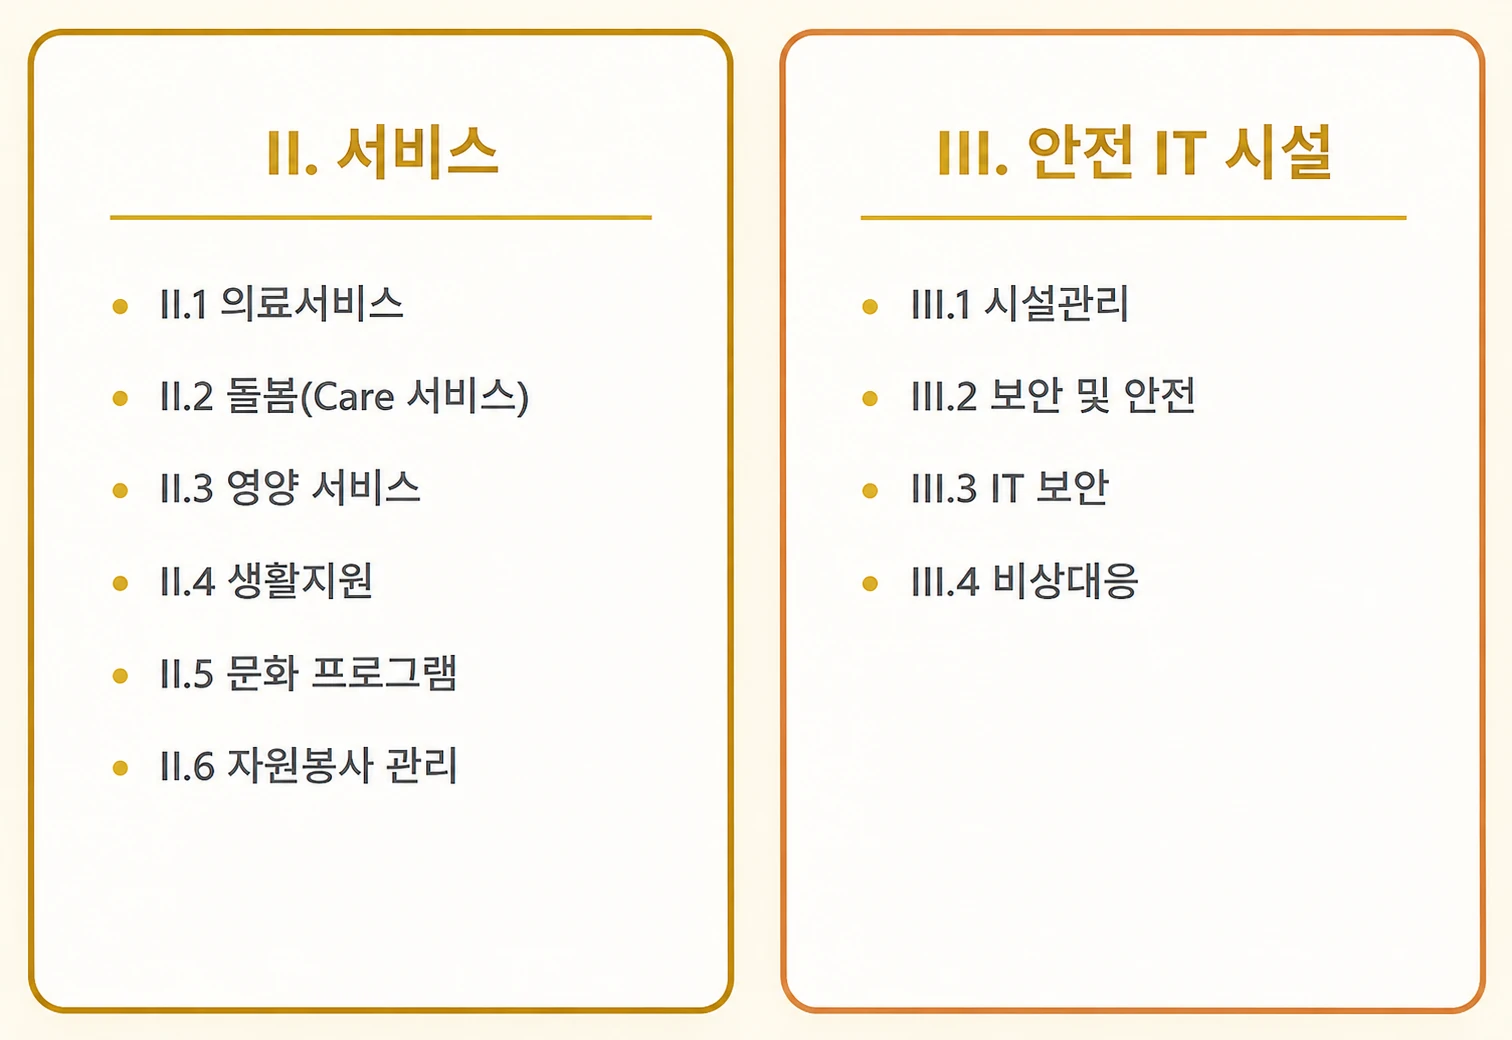 II. 서비스
• II.1 의료서비스
• II.2 돌봄(Care 서비스)
• II.3 영양 서비스
• II.4 생활지원
• II.5 문화 프로그램
• II.6 자원봉사 관리
III. 안전 IT 시설
• III.1 시설관리
• III.2 보안 및 안전
• III.3 IT 보안
• III.4 비상대응